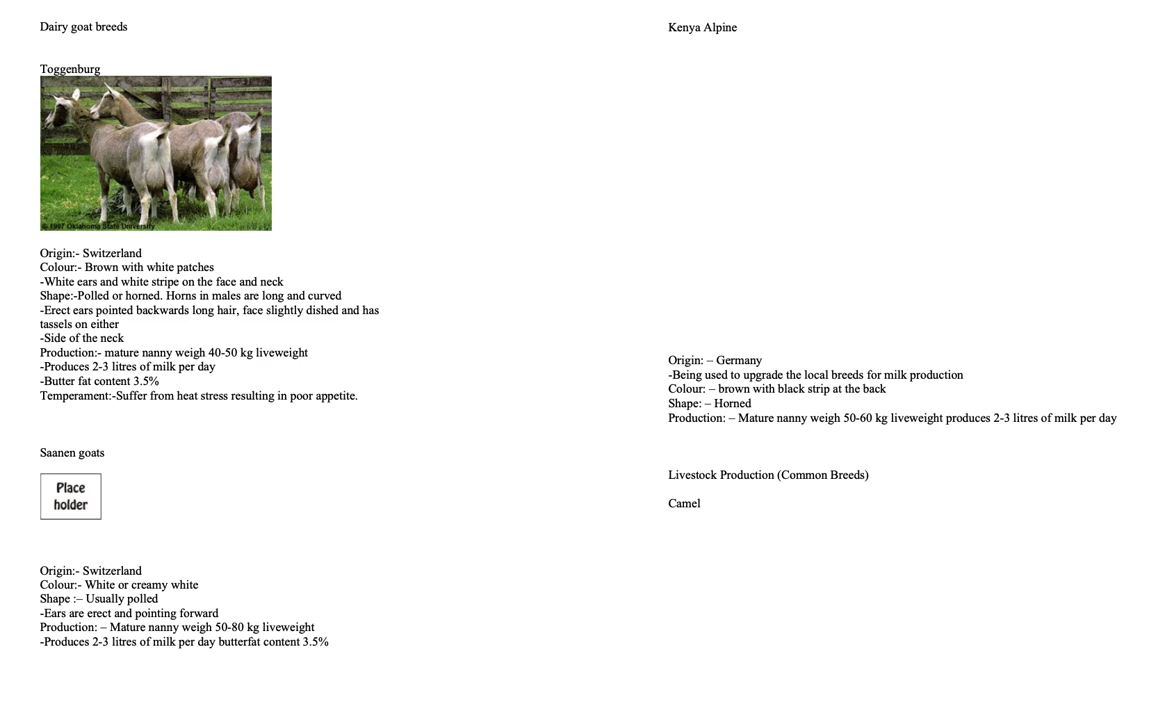 Dairy goat breeds
Toggenburg
© 1997 Oklahoma State University
Origin:- Switzerland
Colour:- Brown with white patches
-White ears and white stripe on the face and neck
Shape:-Polled or horned. Horns in males are long and curved
-Erect ears pointed backwards long hair, face slightly dished and has
tassels on either
-Side of the neck
Production:- mature nanny weigh 40-50 kg liveweight
-Produces 2-3 litres of milk per day
-Butter fat content 3.5%
Temperament:-Suffer from heat stress resulting in poor appetite.
Saanen goats
Place
holder
Origin:- Switzerland
Colour:- White or creamy white
Shape :– Usually polled
-Ears are erect and pointing forward
Production: – Mature nanny weigh 50-80 kg liveweight
-Produces 2-3 litres of milk per day butterfat content 3.5%
Kenya Alpine
Origin: – Germany
-Being used to upgrade the local breeds for milk production
Colour: – brown with black strip at the back
Shape: – Horned
Production: – Mature nanny weigh 50-60 kg liveweight produces 2-3 litres of milk per day
Livestock Production (Common Breeds)
Camel